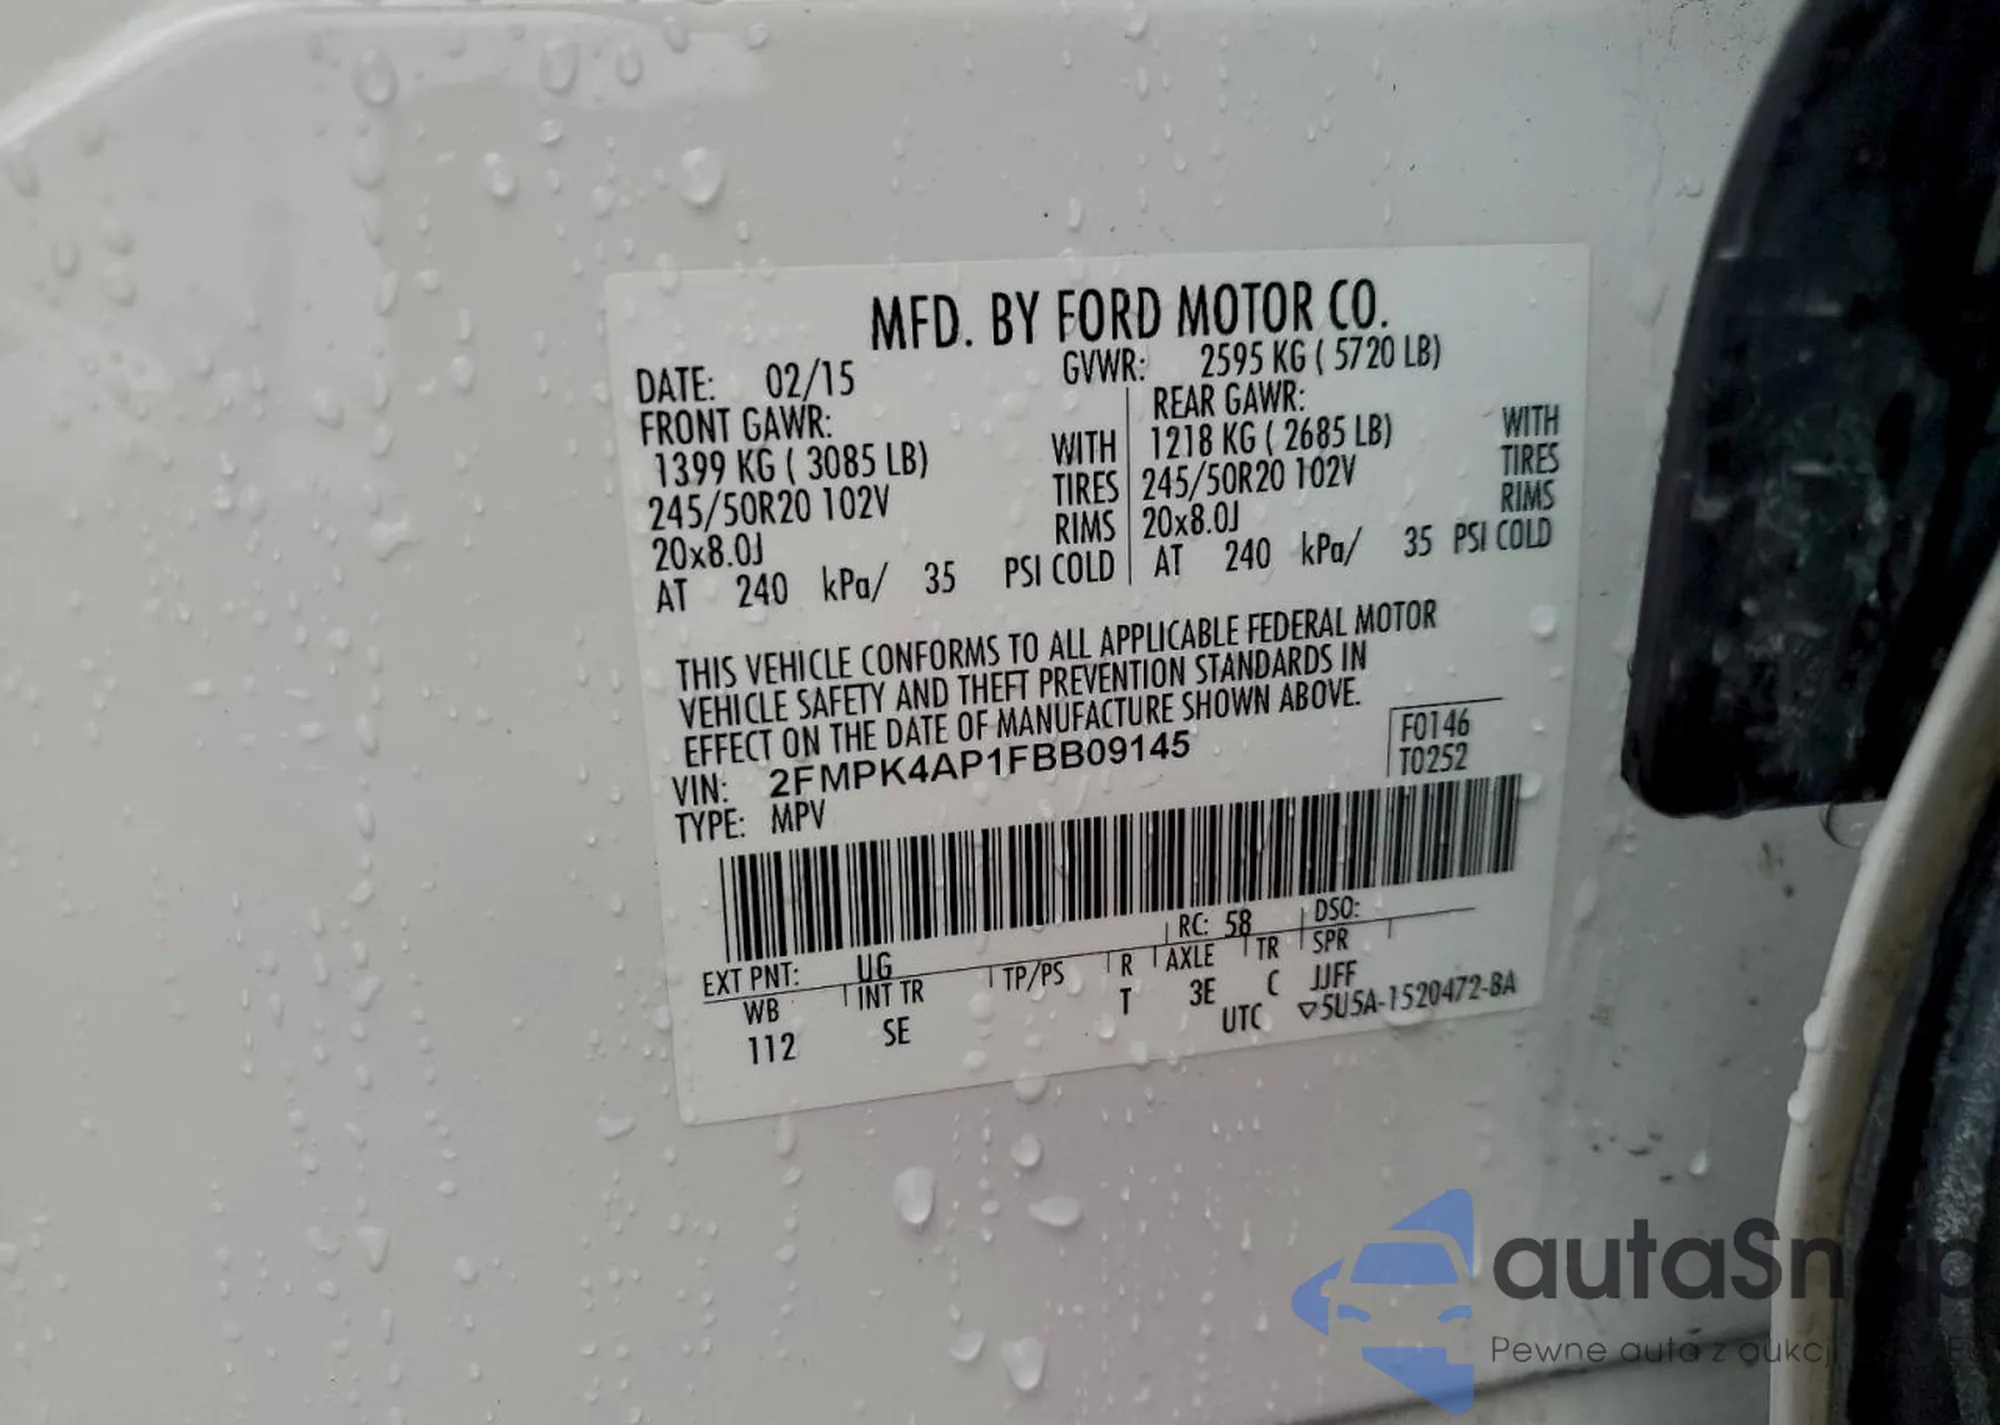 MFD. BY FORD MOTOR CO.
DATE: 02/15 GVWR: 2595 KG ( 5720 LB)
FRONT GAWR: REAR GAWR:
1399 KG ( 3085 LB) WITH 1218 KG ( 2685 LB) WITH
245/50R20 102V TIRES 245/50R20 102V TIRES
20x8.0J RIMS 20x8.0J RIMS
AT 240 kPa/ 35 PSI COLD AT 240 kPa/ 35 PSI COLD
THIS VEHICLE CONFORMS TO ALL APPLICABLE FEDERAL MOTOR
VEHICLE SAFETY AND THEFT PREVENTION STANDARDS IN
EFFECT ON THE DATE OF MANUFACTURE SHOWN ABOVE.
VIN: 2FMPK4AP1FBB09145 F0146
TYPE: MPV T0252
RC: 58 DSO:
EXT PNT: UG
WB INT TR TP/PS R AXLE TR SPR
112 SE T 3E C JJFF
UTC ▽5U5A-1520472-BA
autaSnap
Pewne auta z aukcji